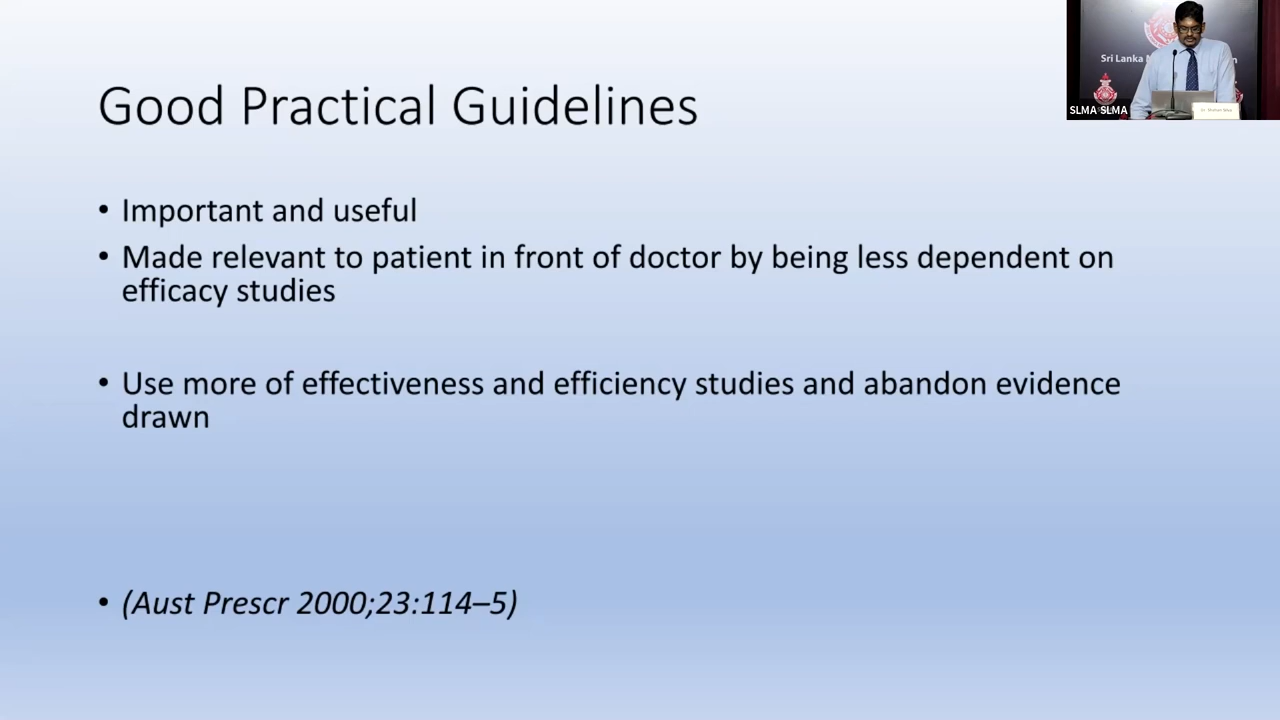 Good Practical Guidelines
• Important and useful
• Made relevant to patient in front of doctor by being less dependent on
efficacy studies
• Use more of effectiveness and efficiency studies and abandon evidence
drawn
• (Aust Prescr 2000;23:114–5)
Sri Lanka
SLMA SLMA